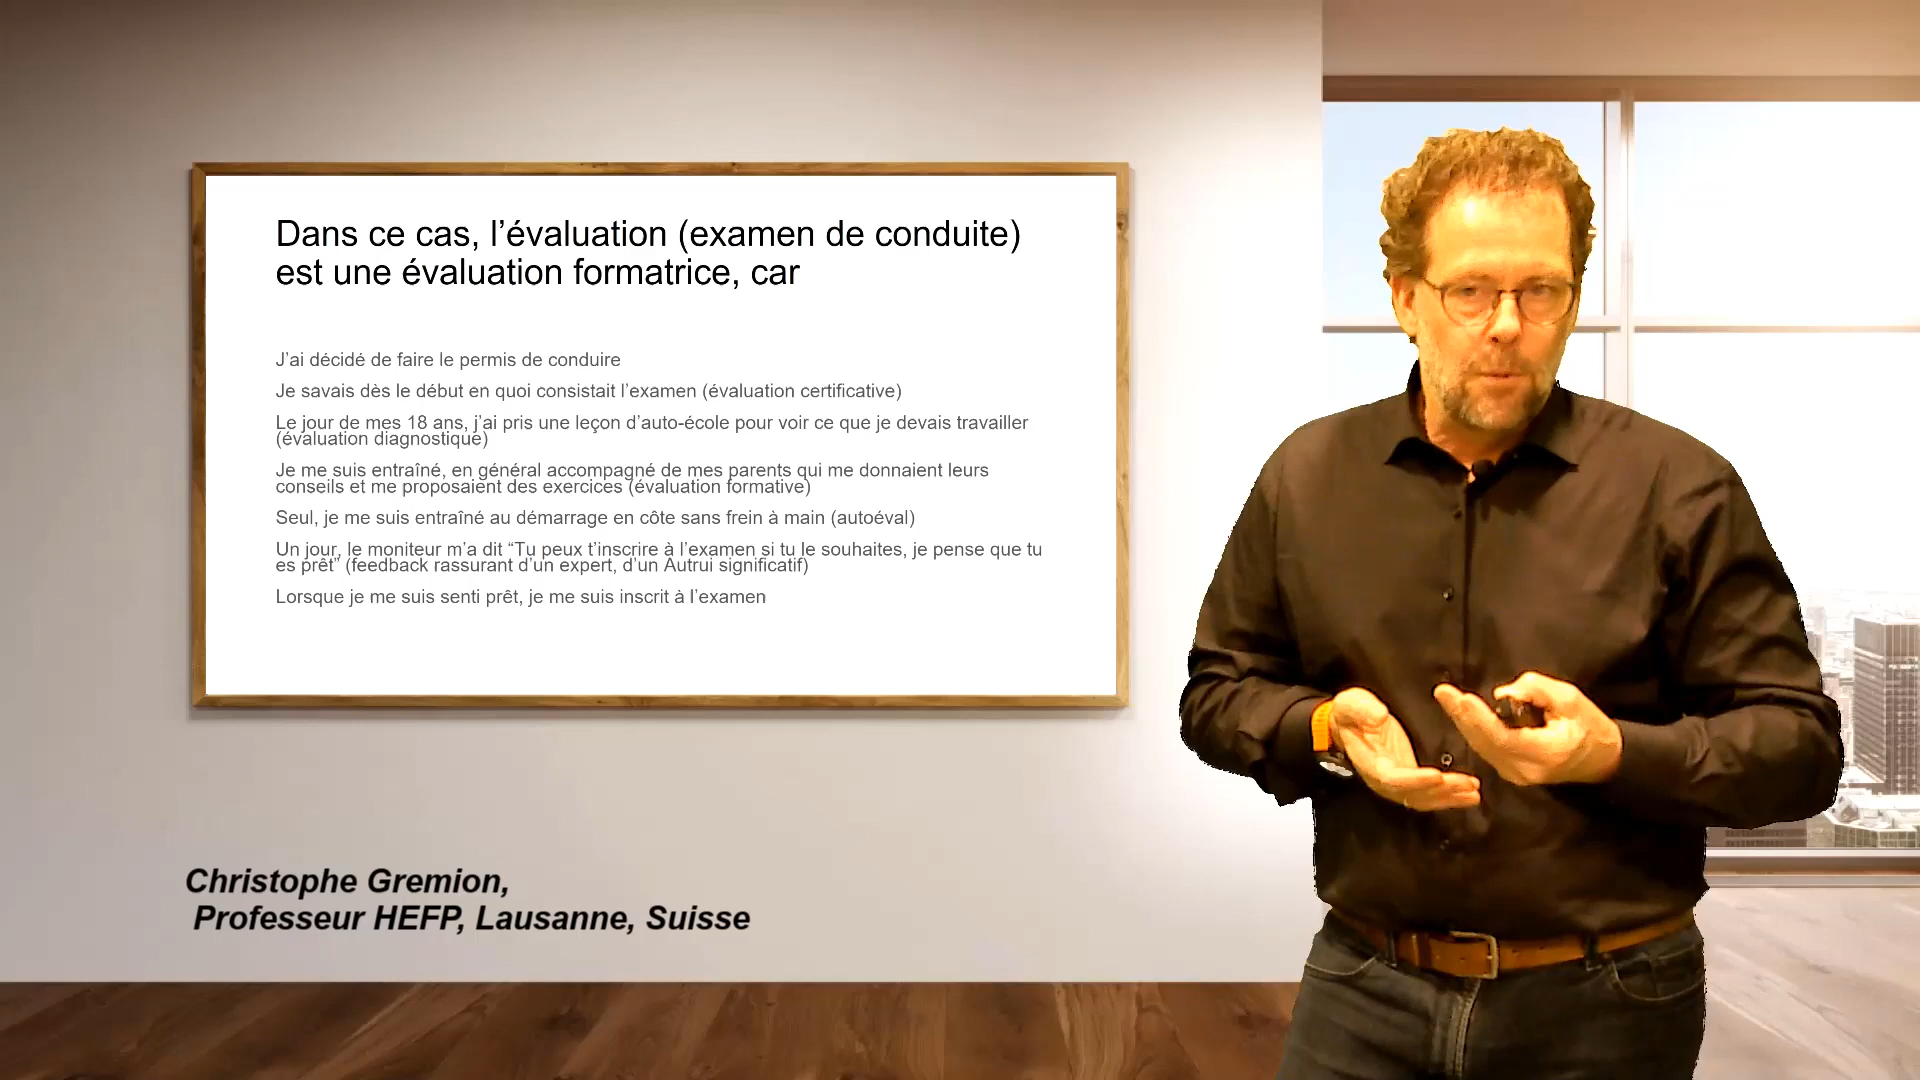 Dans ce cas, l’évaluation (examen de conduite)
est une évaluation formatrice, car
J’ai décidé de faire le permis de conduire
Je savais dès le début en quoi consistait l’examen (évaluation certificative)
Le jour de mes 18 ans, j’ai pris une leçon d’auto-école pour voir ce que je devais travailler
(évaluation diagnostique)
Je me suis entraîné, en général accompagné de mes parents qui me donnaient leurs
conseils et me proposaient des exercices (évaluation formative)
Seul, je me suis entraîné au démarrage en côte sans frein à main (autoéval)
Un jour, le moniteur m’a dit “Tu peux t’inscrire à l’examen si tu le souhaites, je pense que tu
es prêt” (feedback rassurant d’un expert, d’un Autrui significatif)
Lorsque je me suis senti prêt, je me suis inscrit à l’examen
Christophe Gremion,
Professeur HEFP, Lausanne, Suisse